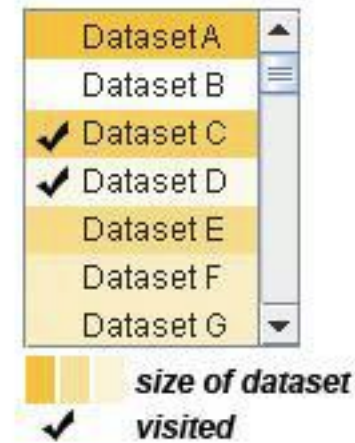 Dataset A
Dataset B
Dataset C
Dataset D
Dataset E
Dataset F
Dataset G
size of dataset
visited